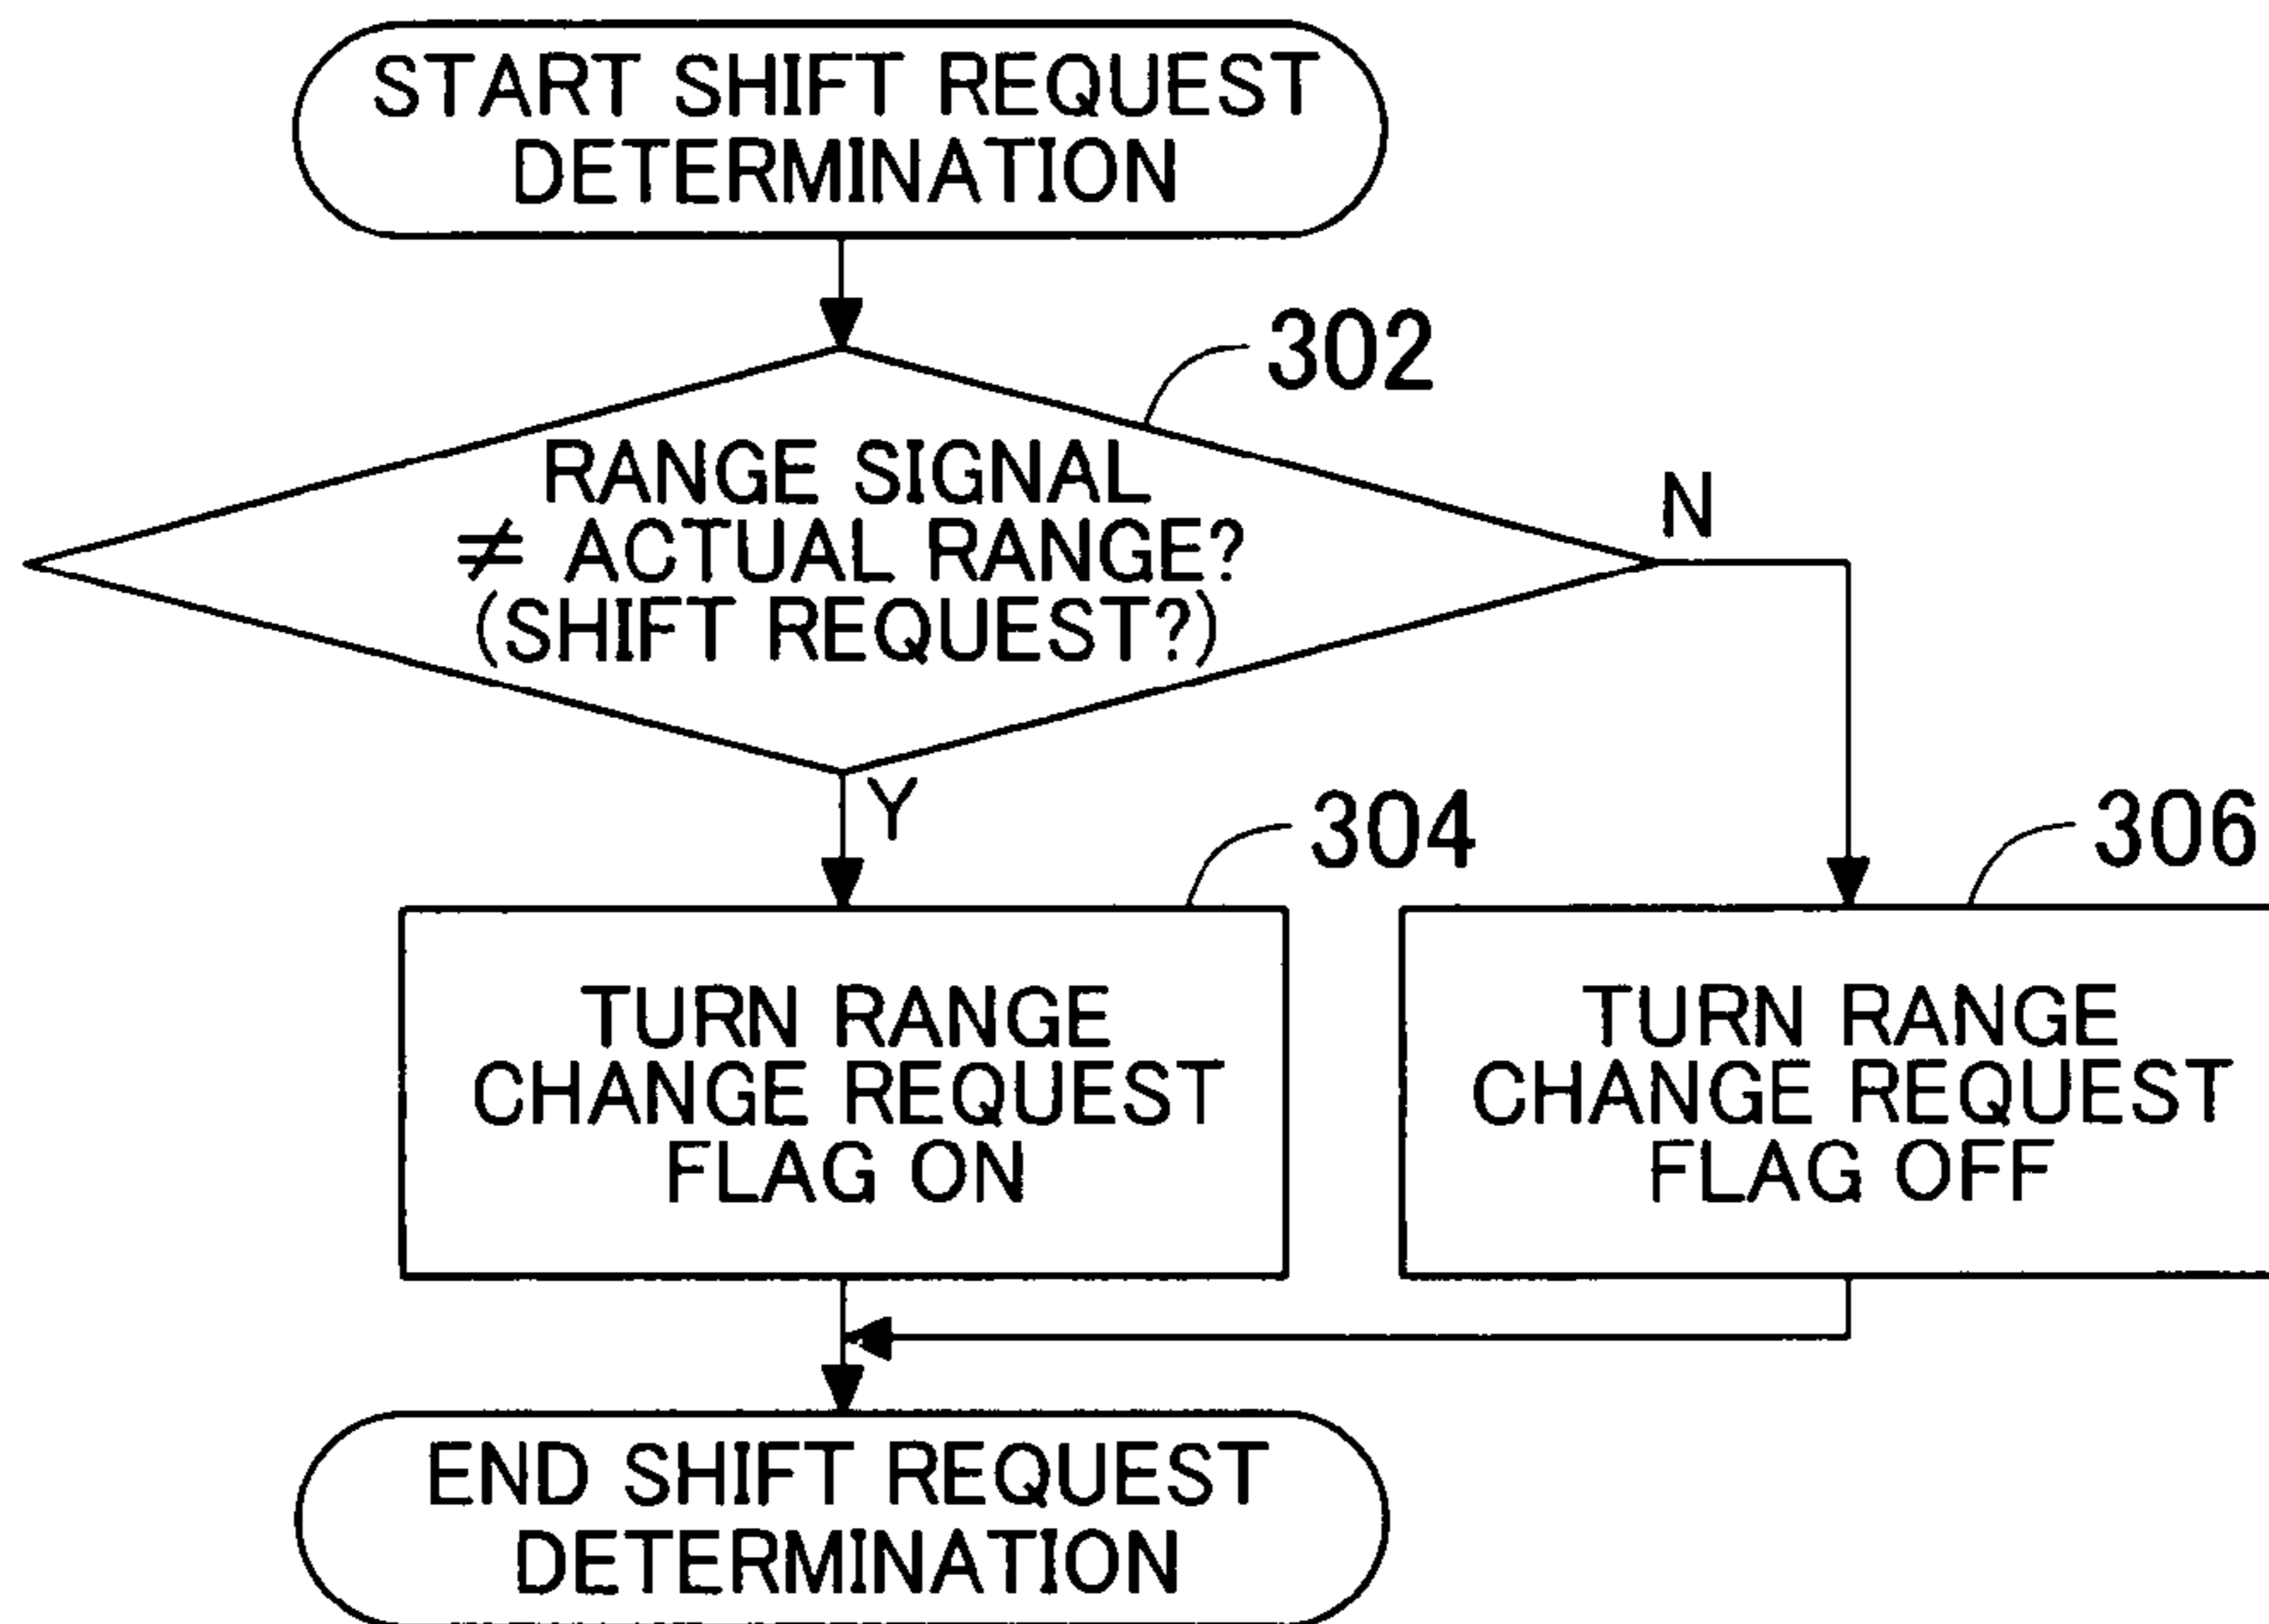 START SHIFT REQUEST
DETERMINATION
302
RANGE SIGNAL
≠ ACTUAL RANGE?
(SHIFT REQUEST?)
N
Y
304
306
TURN RANGE
CHANGE REQUEST
FLAG ON
TURN RANGE
CHANGE REQUEST
FLAG OFF
END SHIFT REQUEST
DETERMINATION